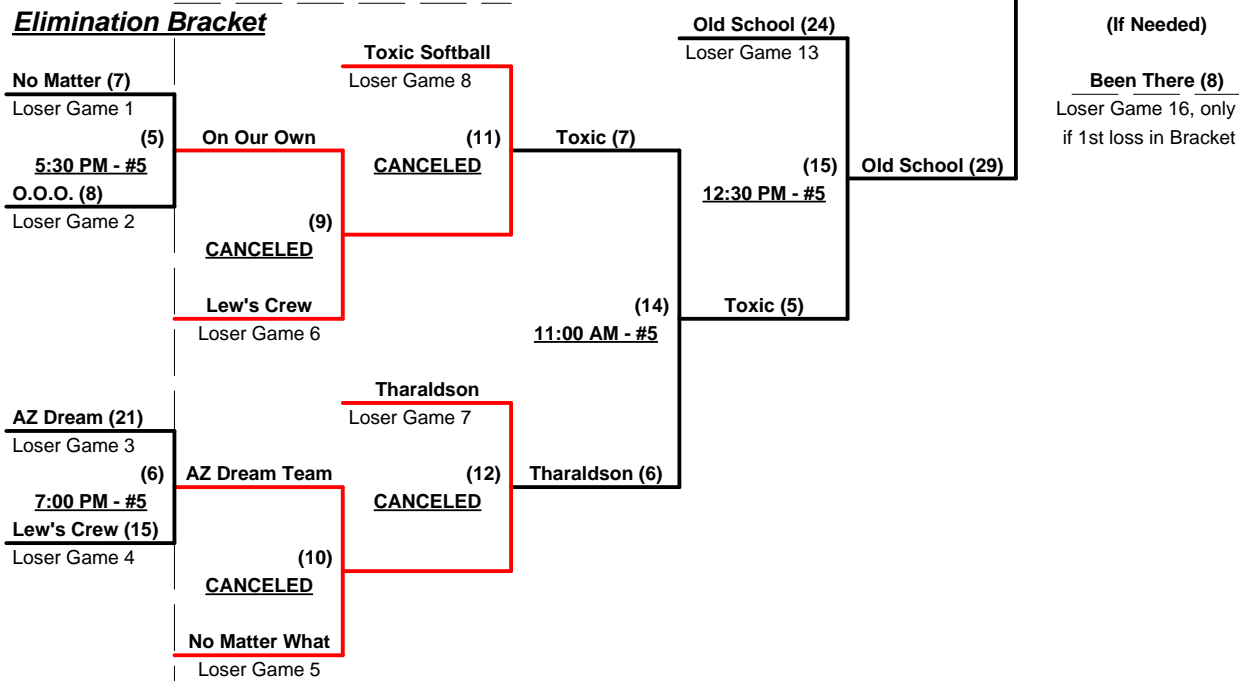 Elimination Bracket
Old School (24)
Loser Game 13
(If Needed)
Toxic Softball
Loser Game 8
No Matter (7)
Loser Game 1
Been There (8)
Loser Game 16, only
if 1st loss in Bracket
(5)
5:30 PM - #5
On Our Own
(11)
CANCELED
Toxic (7)
(15)
12:30 PM - #5
Old School (29)
O.O.O. (8)
Loser Game 2
(9)
CANCELED
Lew's Crew
Loser Game 6
(14)
11:00 AM - #5
Toxic (5)
Tharaldson
Loser Game 7
AZ Dream (21)
Loser Game 3
(6)
7:00 PM - #5
AZ Dream Team
(12)
CANCELED
Tharaldson (6)
Lew's Crew (15)
Loser Game 4
(10)
CANCELED
No Matter What
Loser Game 5